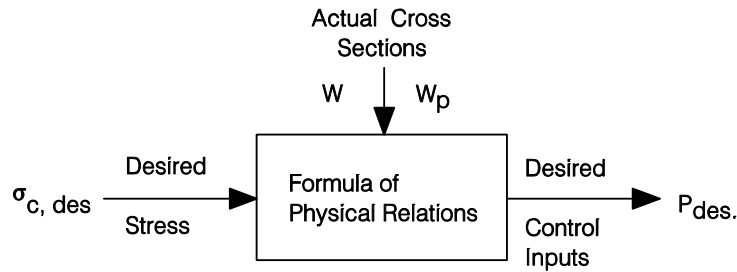 Actual Cross
Sections
W
Wp
Desired
Formula of
Desired
σc, des
Physical Relations
Pdes.
Stress
Control
Inputs